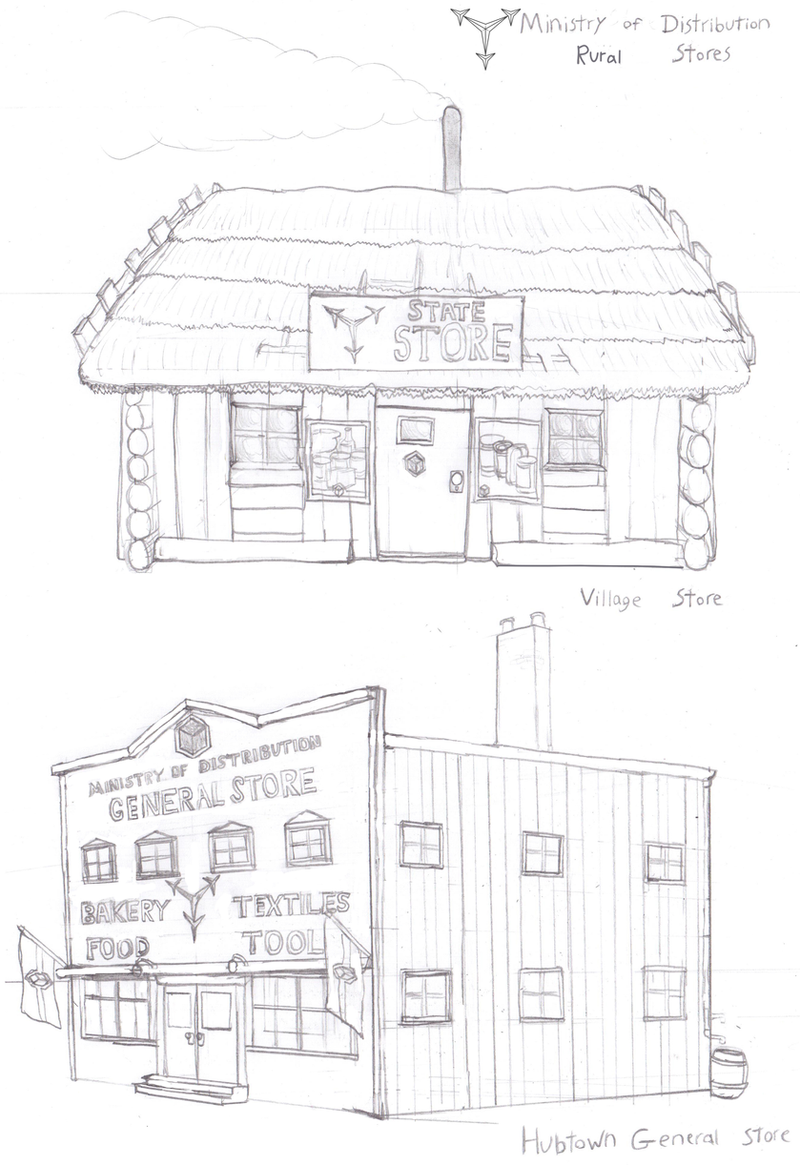 Ministry of Distribution
Rural Stores
STATE
STORE
Village Store
MINISTRY OF DISTRIBUTION
GENERAL STORE
BAKERY TEXTILES
FOOD TOOL
Hubtown General Store